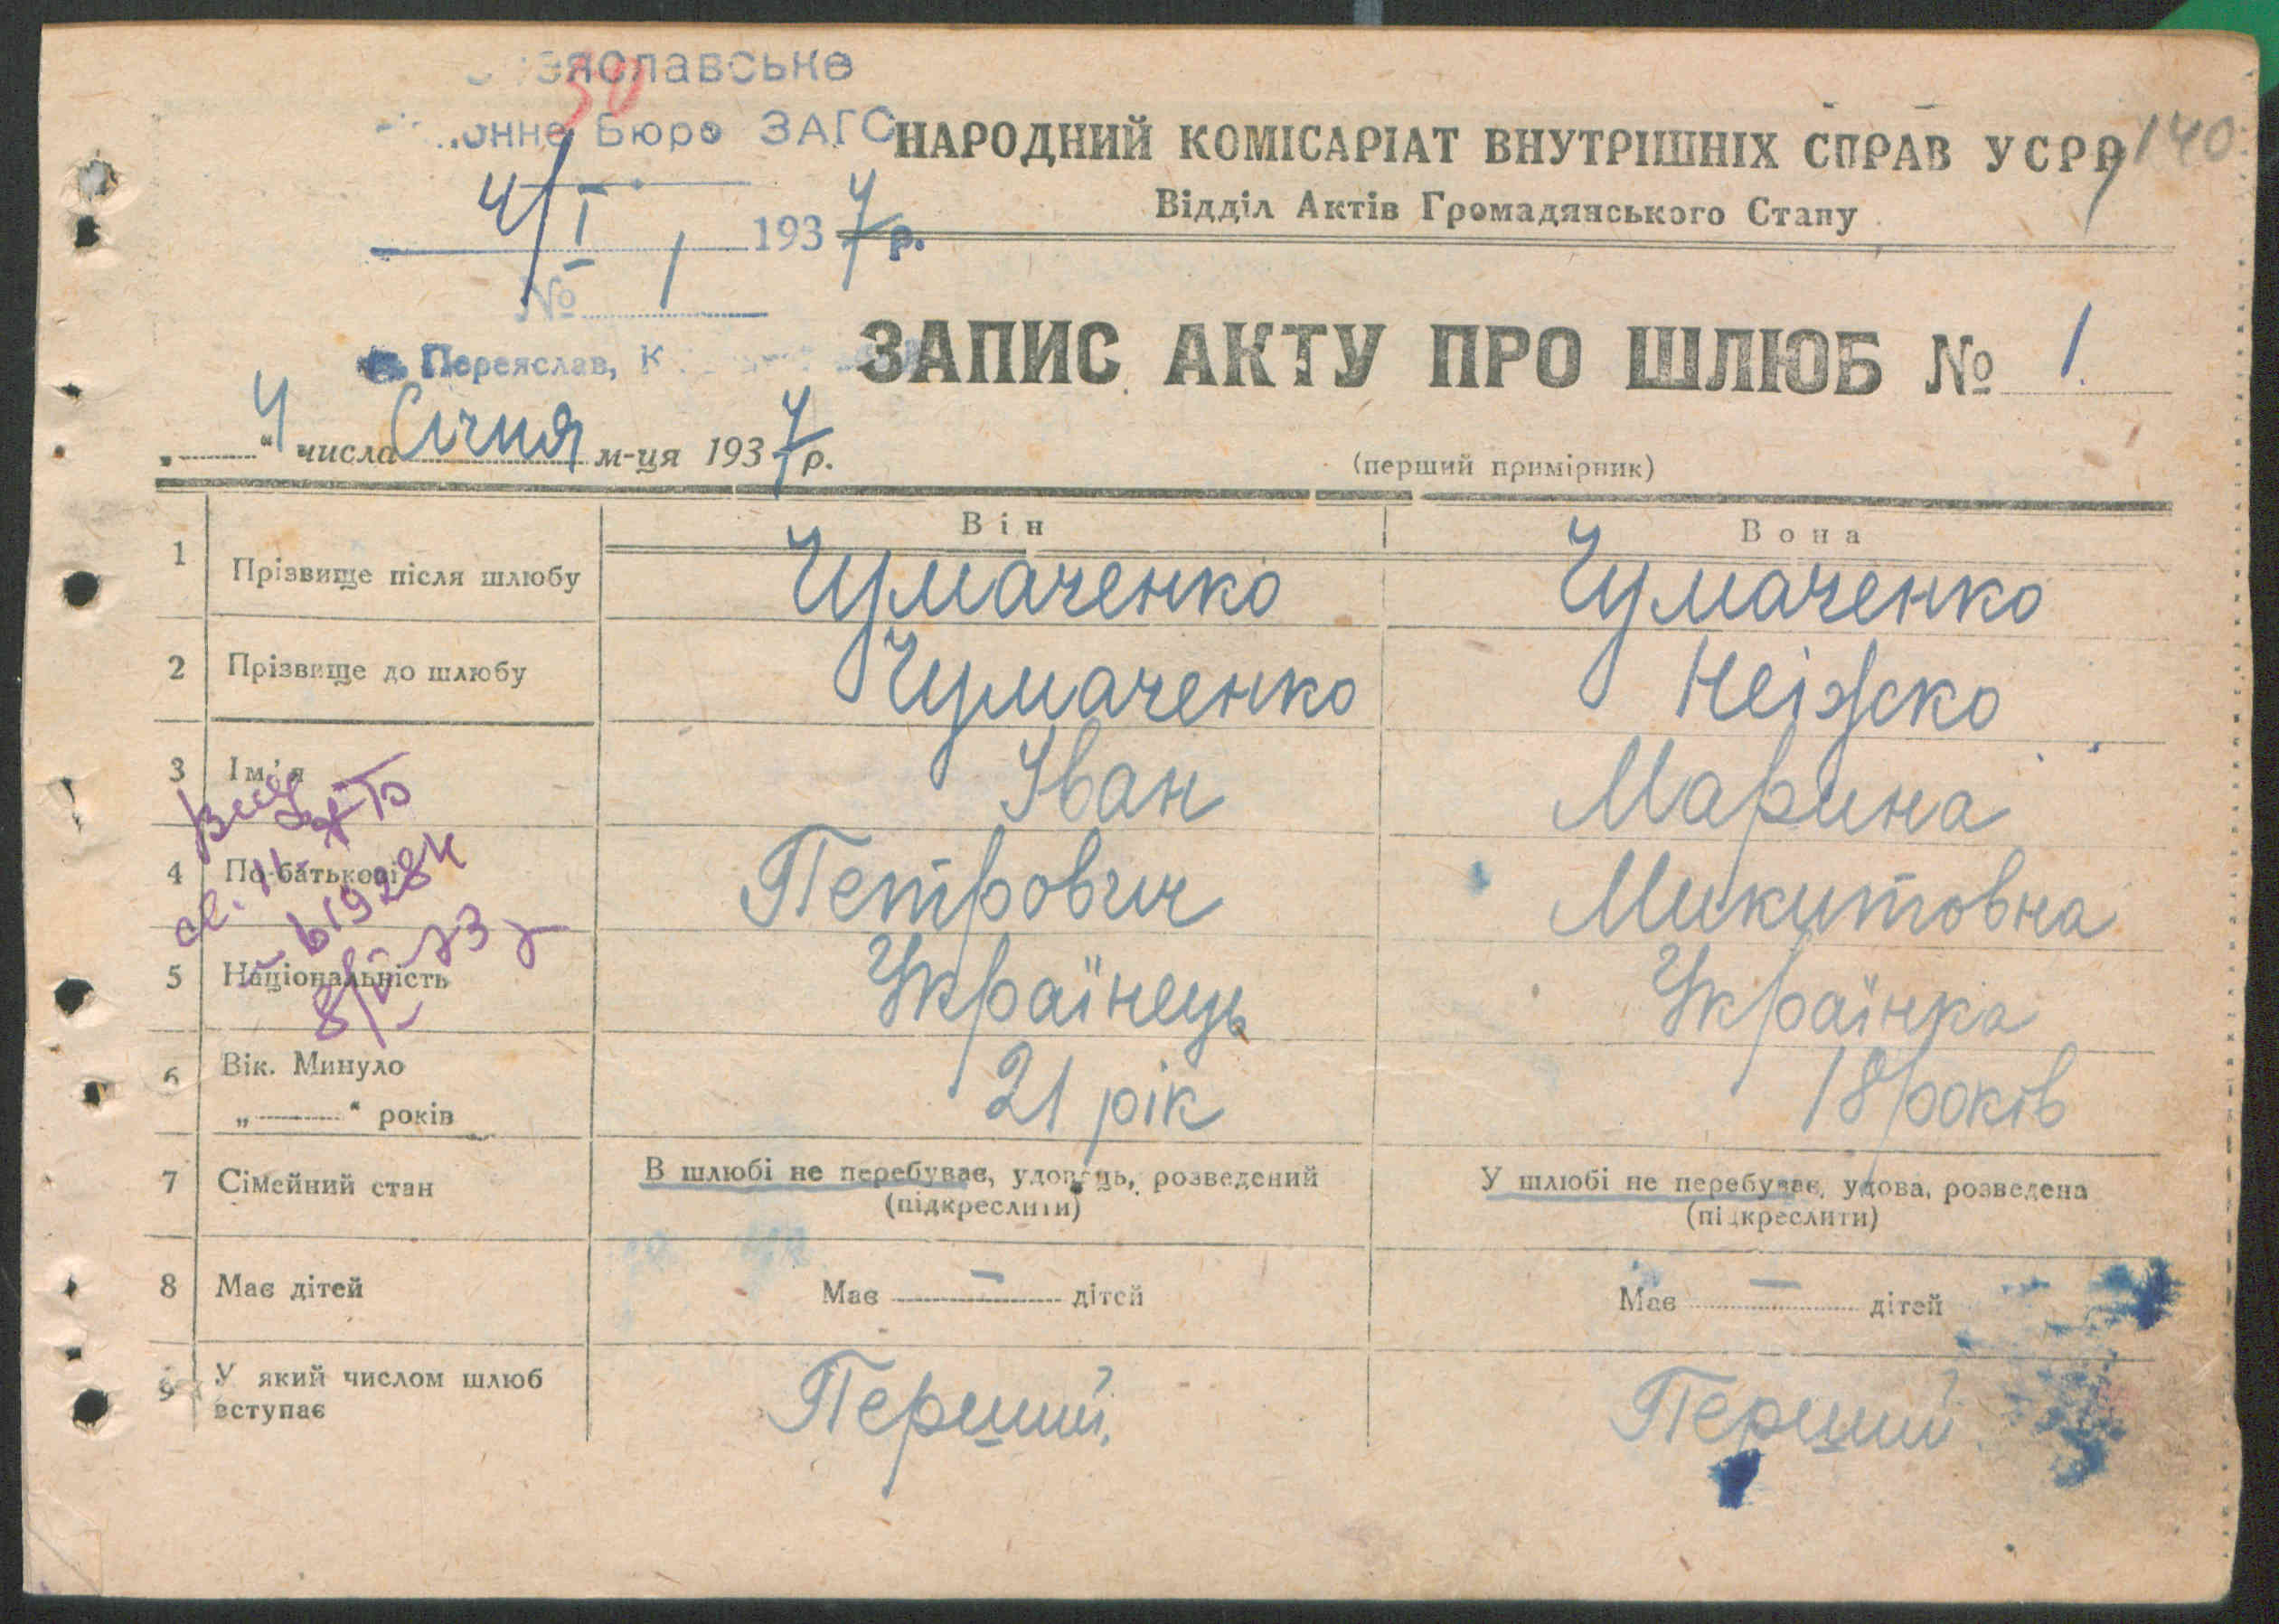 яславське
30
онне Бюро ЗАГС
НАРОДНИЙ КОМІСАРІАТ ВНУТРІШНІХ СПРАВ УСРР
140
Відділ Актів Громадянського Стану
4/I 1937 р.
№ 1
Переяслав, К
ЗАПИС АКТУ ПРО ШЛЮБ № 1.
„ 4 “ числа Січня м-ця 1937 р.
(перший примірник)
Він Вона
1 Прізвище після шлюбу Чумаченко Чумаченко
2 Прізвище до шлюбу Чумаченко Неіжко
3 Ім'я Іван Марина
4 По-батькові Петрович Микитовна
5 Національність Українець Українка
6 Вік. Минуло
„ “ років 21 рік 18 років
7 Сімейний стан В шлюбі не перебуває, удовець, розведений У шлюбі не перебуває, удова, розведена
(підкреслити) (підкреслити)
8 Має дітей Має — дітей Має — дітей
9 У який числом шлюб вступає Перший. Перший.